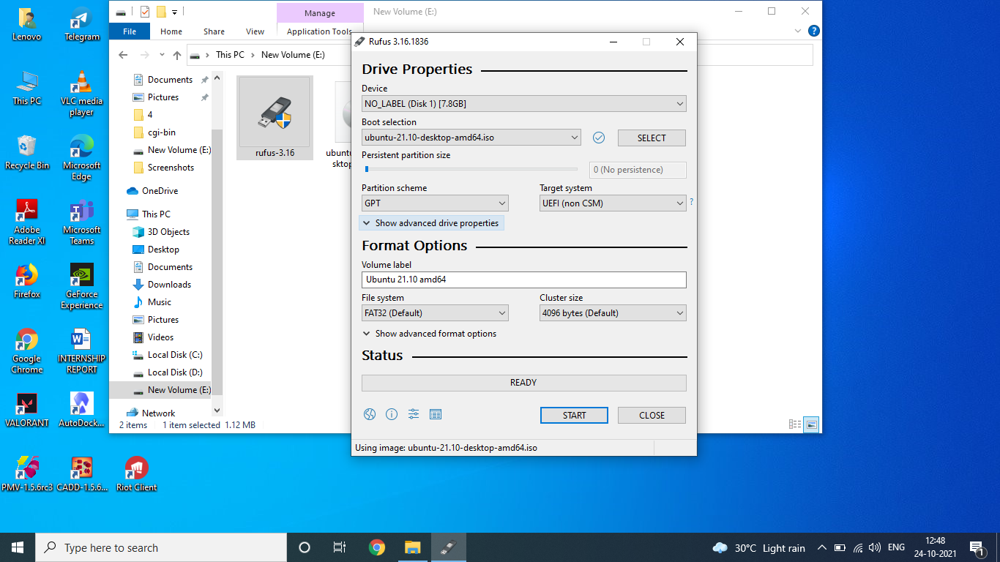 Lenovo
Telegram
This PC
VLC media player
Recycle Bin
Microsoft Edge
Adobe Reader XI
Microsoft Teams
Firefox
GeForce Experience
Google Chrome
INTERNSHIP REPORT
VALORANT
AutoDock...
PMV-1.5.6rc3
CADD-1.5.6...
Riot Client
Manage
New Volume (E:)
File
Home
Share
View
Application Tools
This PC
New Volume (E:)
Documents
Pictures
4
cgi-bin
New Volume (E:)
Screenshots
OneDrive
This PC
3D Objects
Desktop
Documents
Downloads
Music
Pictures
Videos
Local Disk (C:)
Local Disk (D:)
New Volume (E:)
Network
rufus-3.16
2 items
1 item selected 1.12 MB
Rufus 3.16.1836
Drive Properties
Device
NO_LABEL (Disk 1) [7.8GB]
Boot selection
ubuntu-21.10-desktop-amd64.iso
SELECT
Persistent partition size
0 (No persistence)
Partition scheme
Target system
GPT
UEFI (non CSM)
?
Show advanced drive properties
Format Options
Volume label
Ubuntu 21.10 amd64
File system
Cluster size
FAT32 (Default)
4096 bytes (Default)
Show advanced format options
Status
READY
START
CLOSE
Using image: ubuntu-21.10-desktop-amd64.iso
Type here to search
30°C Light rain
ENG
12:48
24-10-2021
1